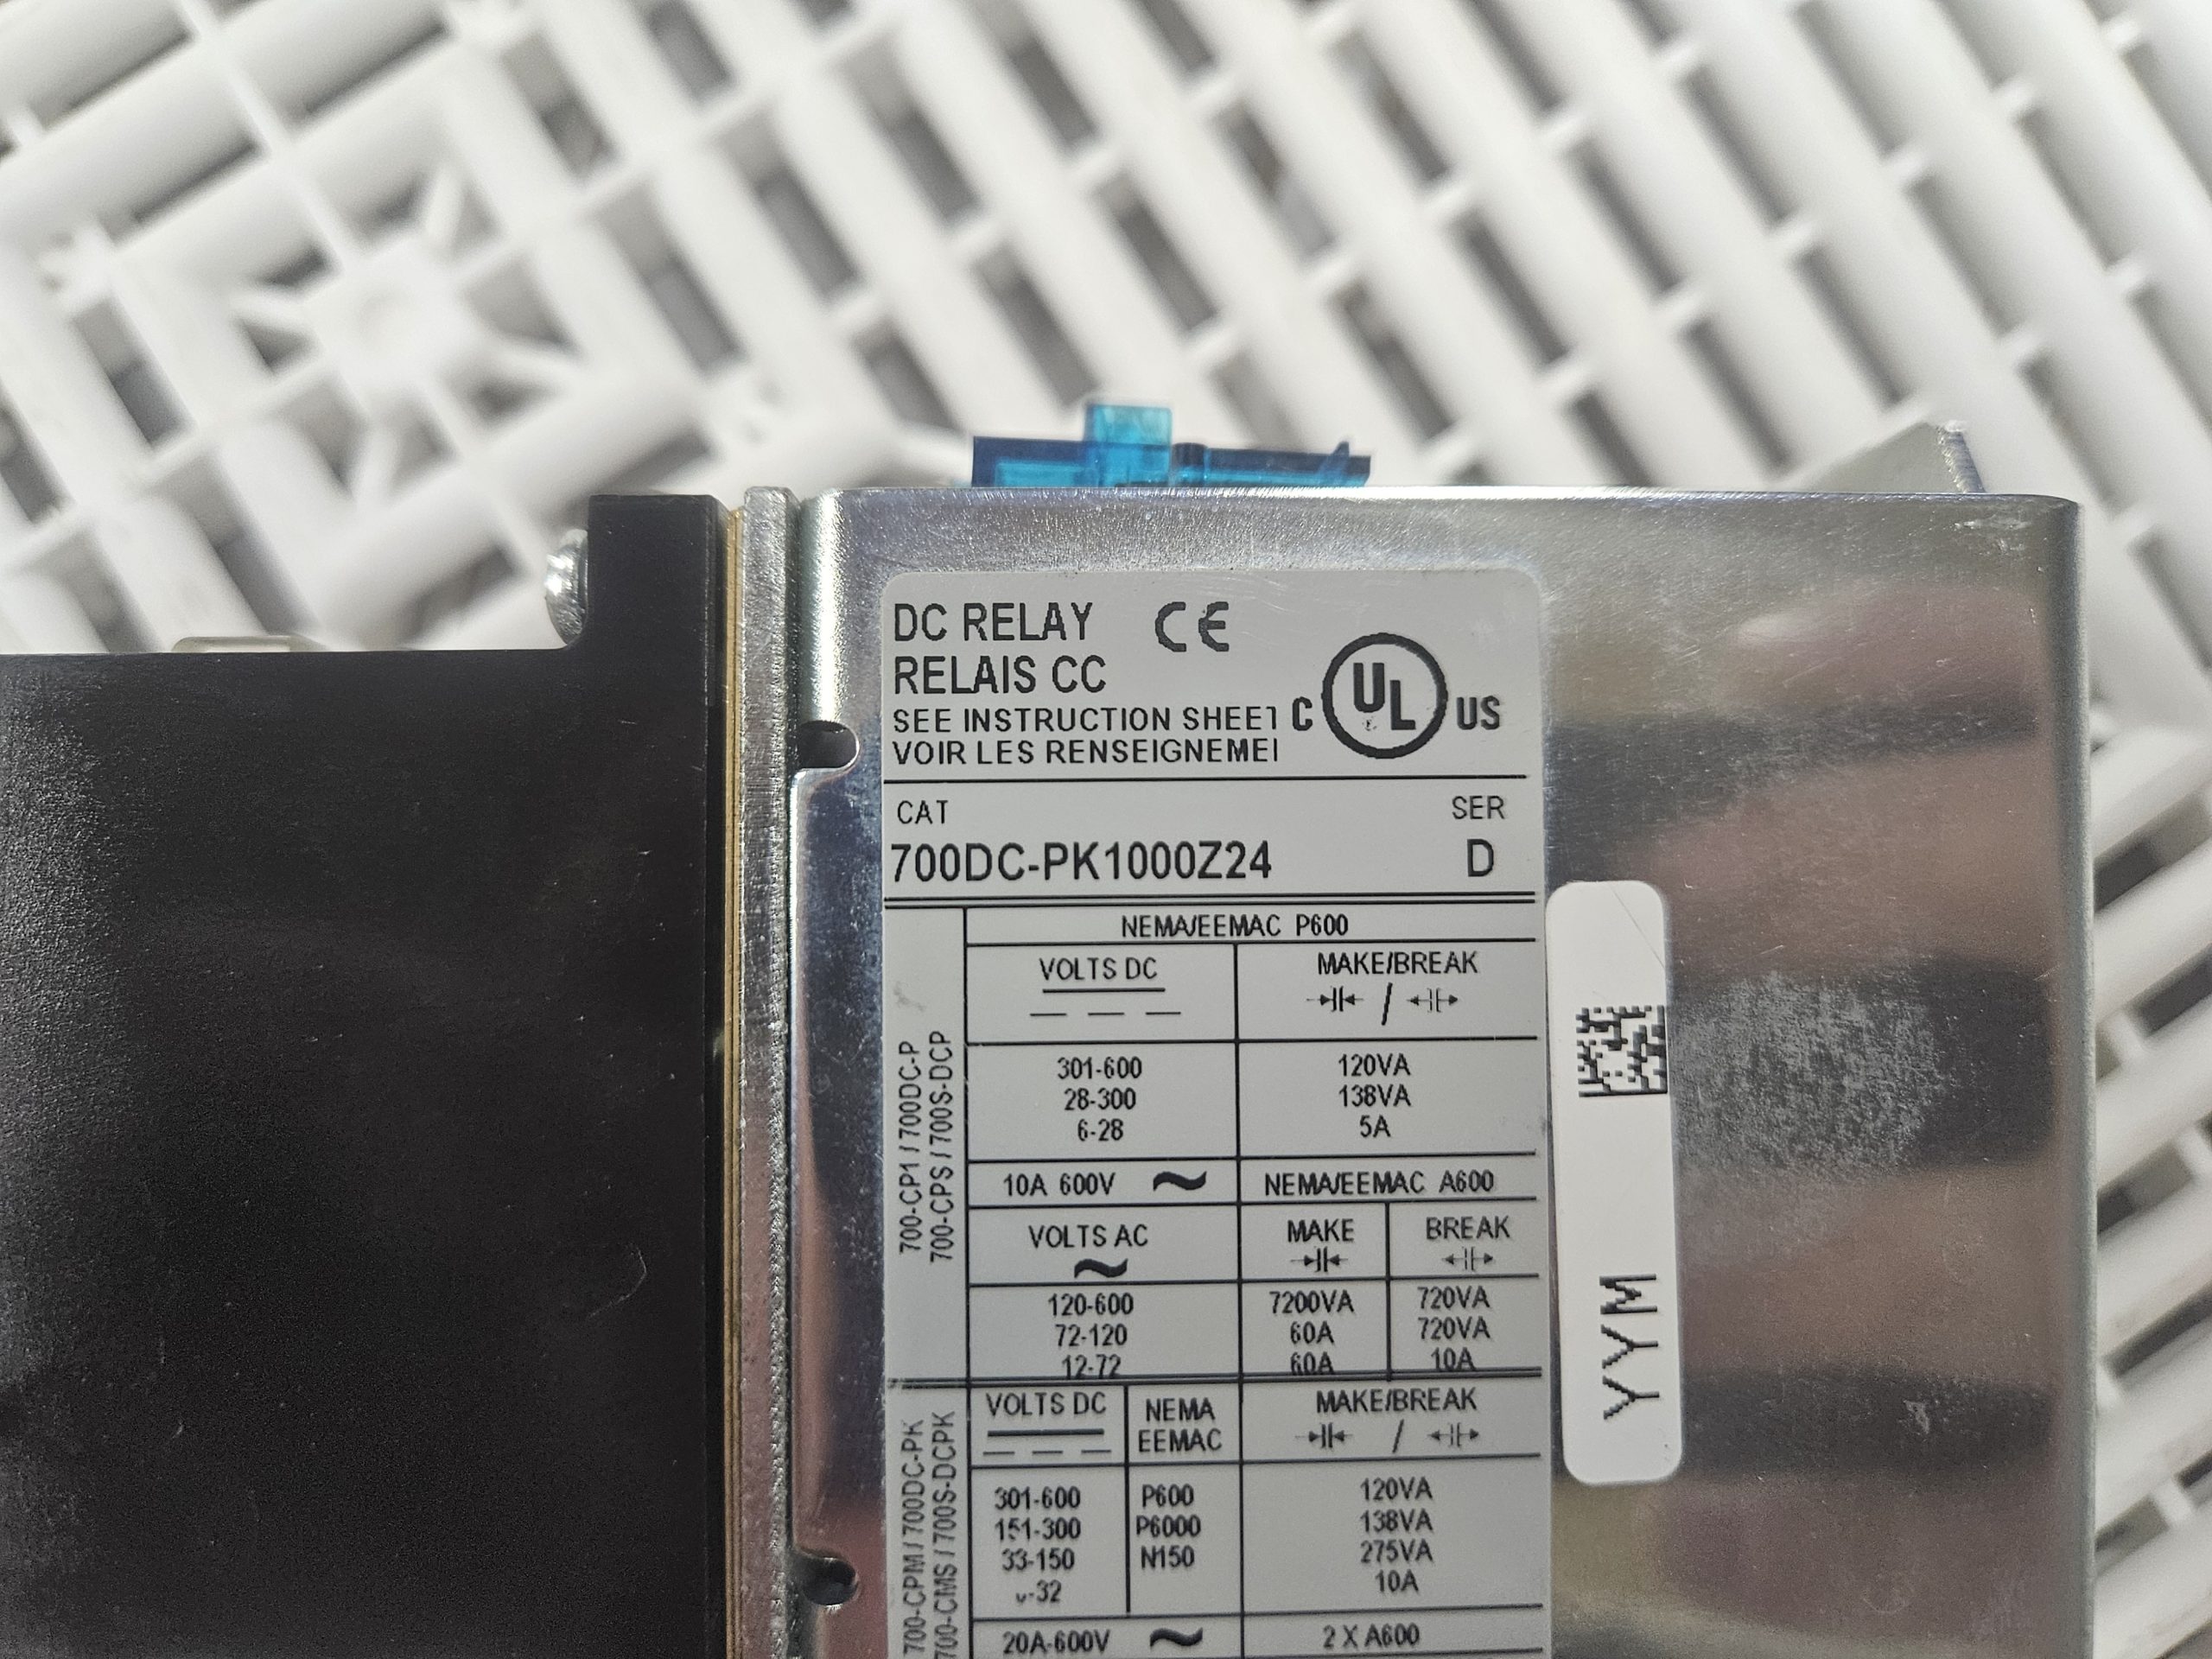 DC RELAY CE
RELAIS CC
SEE INSTRUCTION SHEET
VOIR LES RENSEIGNEMEI
C UL US
CAT SER
700DC-PK1000Z24 D
700-CP1 / 700DC-P
700-CPS / 700S-DCP
NEMA/EEMAC P600
VOLTS DC MAKE/BREAK
301-600 120VA
28-300 138VA
6-28 5A
10A 600V NEMA/EEMAC A600
VOLTS AC MAKE BREAK
120-600 7200VA 720VA
72-120 60A 720VA
12-72 60A 10A
700-CPM / 700DC-PK
700-CMS / 700S-DCPK
VOLTS DC NEMA MAKE/BREAK
EEMAC
301-600 P600 120VA
151-300 P6000 138VA
33-150 N150 275VA
-32 10A
20A-600V 2 X A600
YYM